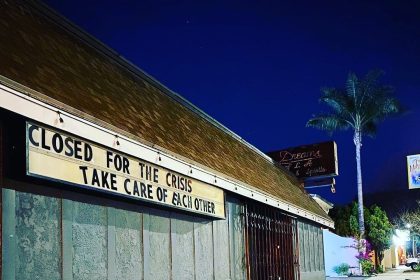 CLOSED FOR THE CRISIS
TAKE CARE OF EACH OTHER